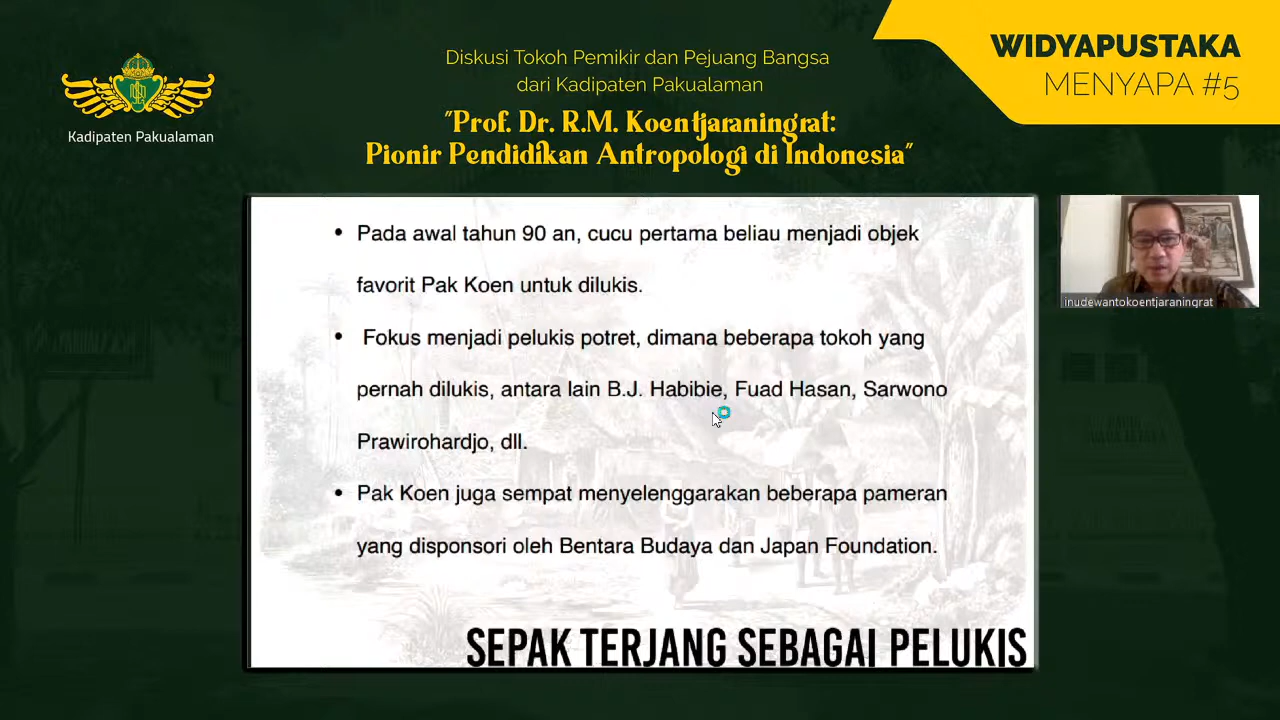 Diskusi Tokoh Pemikir dan Pejuang Bangsa
dari Kadipaten Pakualaman
"Prof. Dr. R.M. Koentjaraningrat:
Pionir Pendidikan Antropologi di Indonesia"
WIDYAPUSTAKA
MENYAPA #5
Kadipaten Pakualaman
• Pada awal tahun 90 an, cucu pertama beliau menjadi objek
favorit Pak Koen untuk dilukis.
• Fokus menjadi pelukis potret, dimana beberapa tokoh yang
pernah dilukis, antara lain B.J. Habibie, Fuad Hasan, Sarwono
Prawirohardjo, dll.
• Pak Koen juga sempat menyelenggarakan beberapa pameran
yang disponsori oleh Bentara Budaya dan Japan Foundation.
SEPAK TERJANG SEBAGAI PELUKIS
inudewantokoentjaraningrat